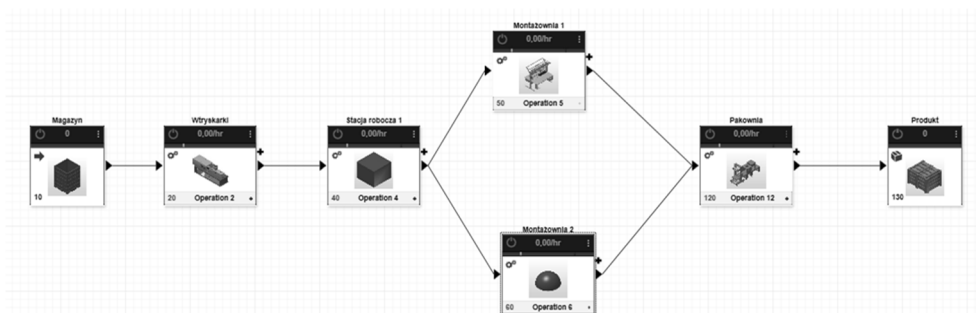 Magazyn
0
10
Wtryskarki
0,00/hr
20 Operation 2
Stacja robocza 1
0,00/hr
40 Operation 4
Montażownia 1
0,00/hr
50 Operation 5
Montażownia 2
0,00/hr
60 Operation 6
Pakownia
0,00/hr
120 Operation 12
Produkt
0
130